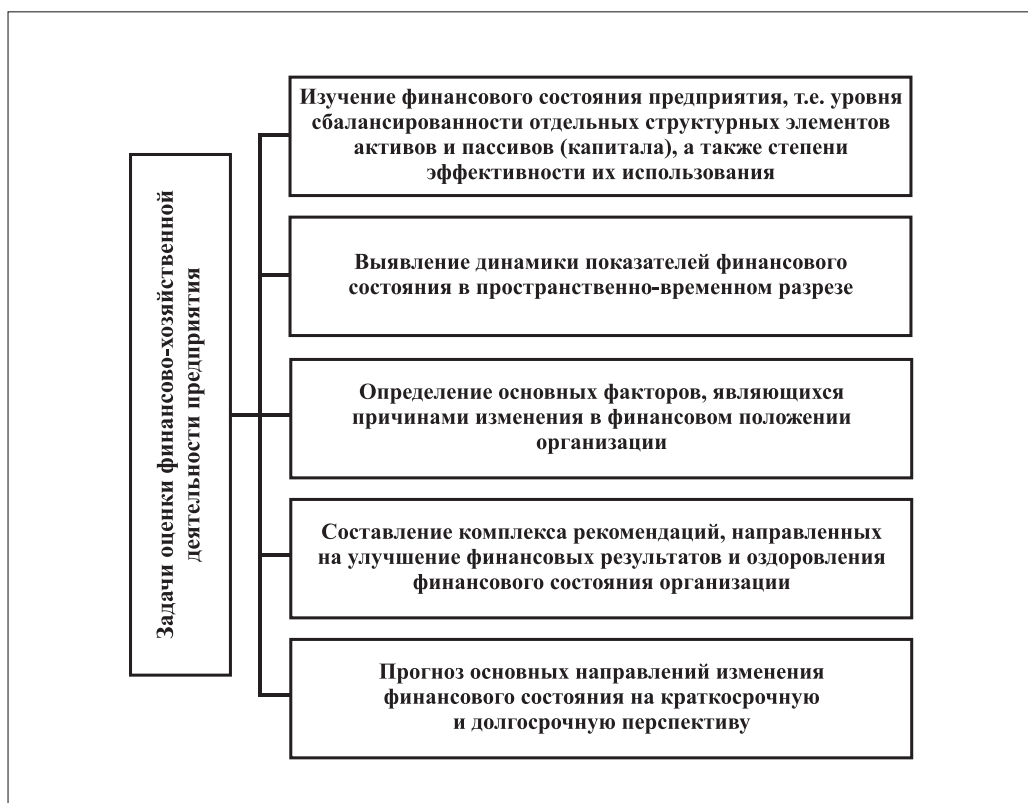 Задачи оценки финансово-хозяйственной
деятельности предприятия
Изучение финансового состояния предприятия, т.е. уровня
сбалансированности отдельных структурных элементов
активов и пассивов (капитала), а также степени
эффективности их использования
Выявление динамики показателей финансового
состояния в пространственно-временном разрезе
Определение основных факторов, являющихся
причинами изменения в финансовом положении
организации
Составление комплекса рекомендаций, направленных
на улучшение финансовых результатов и оздоровления
финансового состояния организации
Прогноз основных направлений изменения
финансового состояния на краткосрочную
и долгосрочную перспективу